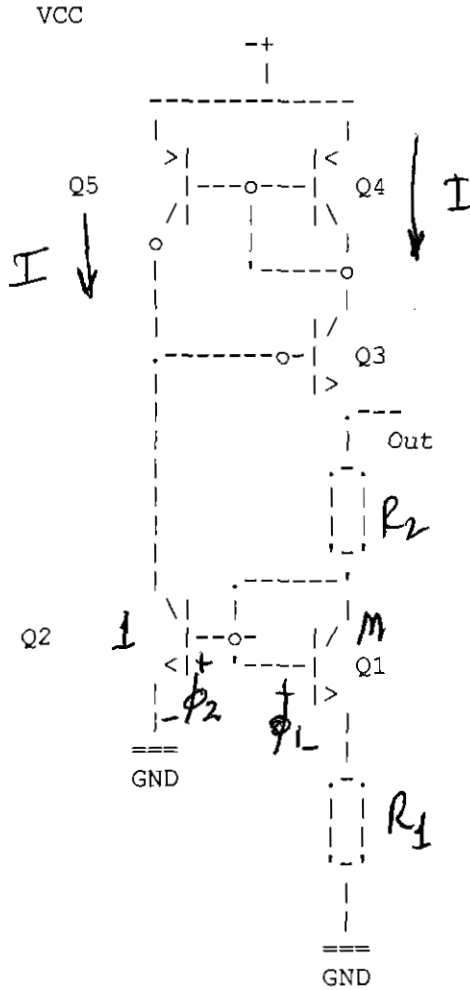 VCC
-+
Q5
Q4
I
I
Q3
Out
R2
Q2
1
M
Q1
+
-ϕ2
+
ϕ1-
===
GND
R1
===
GND